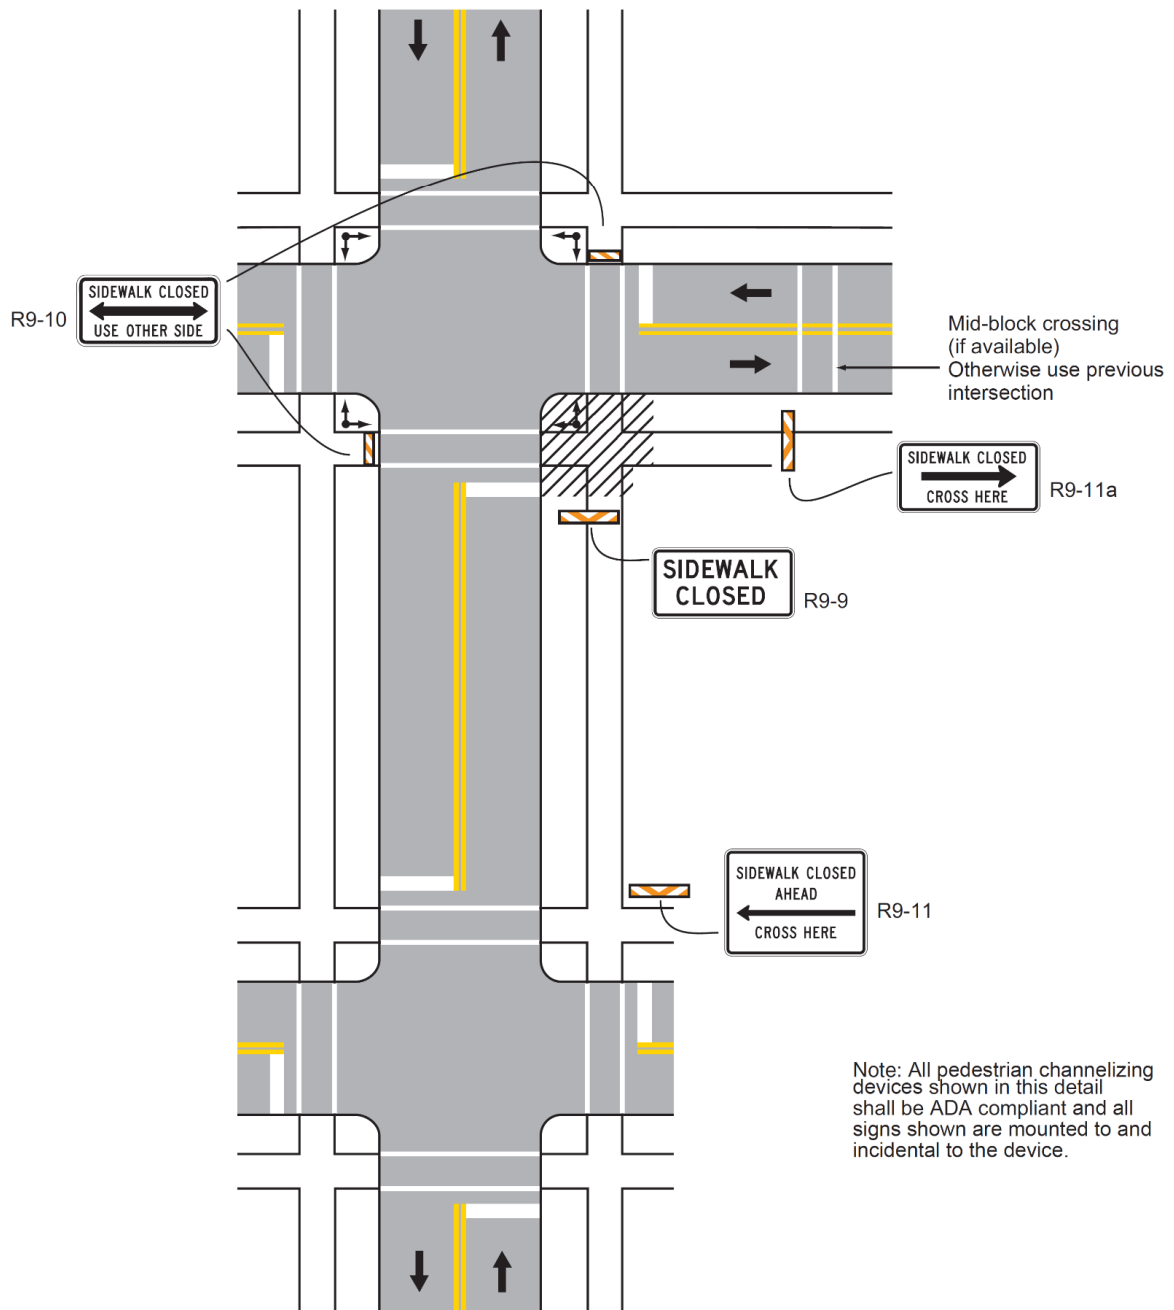 SIDEWALK CLOSED
USE OTHER SIDE
R9-10
Mid-block crossing
(if available)
Otherwise use previous
intersection
SIDEWALK CLOSED
CROSS HERE
R9-11a
SIDEWALK
CLOSED
R9-9
SIDEWALK CLOSED
AHEAD
CROSS HERE
R9-11
Note: All pedestrian channelizing
devices shown in this detail
shall be ADA compliant and all
signs shown are mounted to and
incidental to the device.